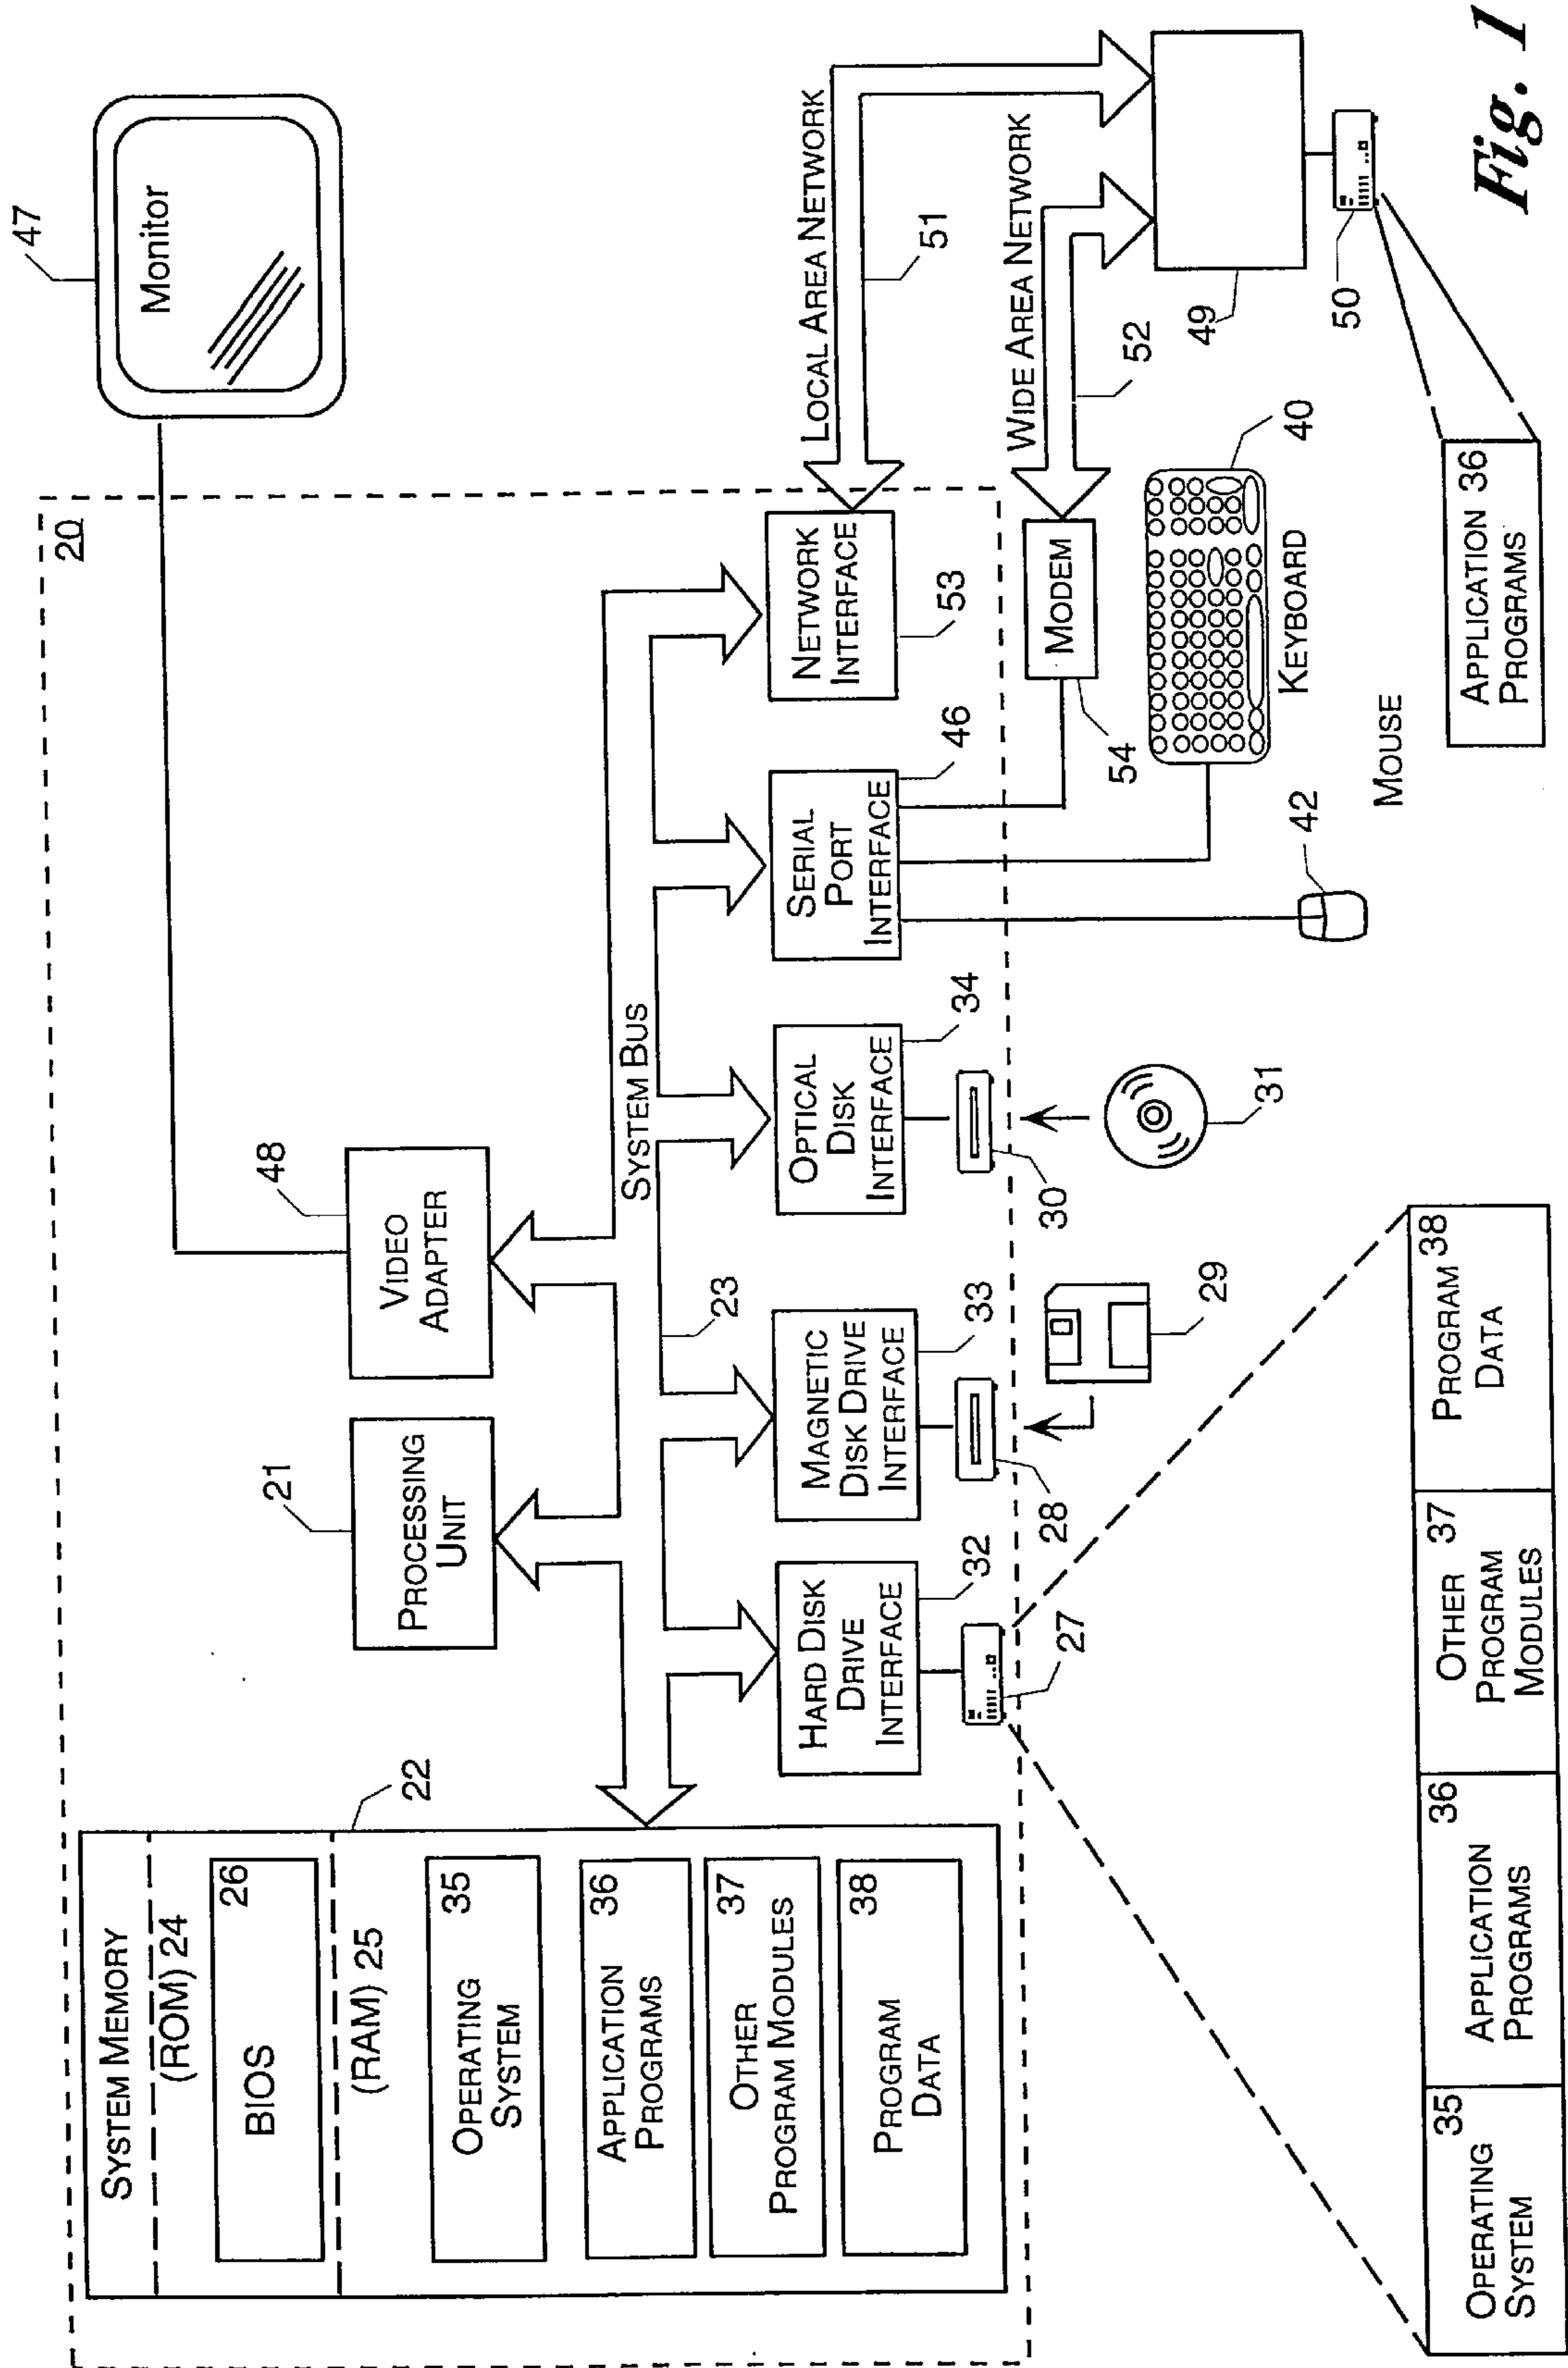 20
SYSTEM MEMORY
(ROM) 24
BIOS
26
(RAM) 25
OPERATING
SYSTEM
35
APPLICATION
PROGRAMS
36
OTHER
PROGRAM MODULES
37
PROGRAM
DATA
38
22
21
PROCESSING
UNIT
48
VIDEO
ADAPTER
47
Monitor
SYSTEM BUS
23
HARD DISK
DRIVE
INTERFACE
32
MAGNETIC
DISK DRIVE
INTERFACE
33
OPTICAL
DISK
INTERFACE
34
SERIAL
PORT
INTERFACE
46
NETWORK
INTERFACE
53
LOCAL AREA NETWORK
51
27
28
30
29
31
MODEM
54
WIDE AREA NETWORK
52
49
50
KEYBOARD
40
42
MOUSE
OPERATING
SYSTEM
35
APPLICATION
PROGRAMS
36
OTHER
PROGRAM
MODULES
37
PROGRAM
DATA
38
APPLICATION
PROGRAMS
36
Fig. 1